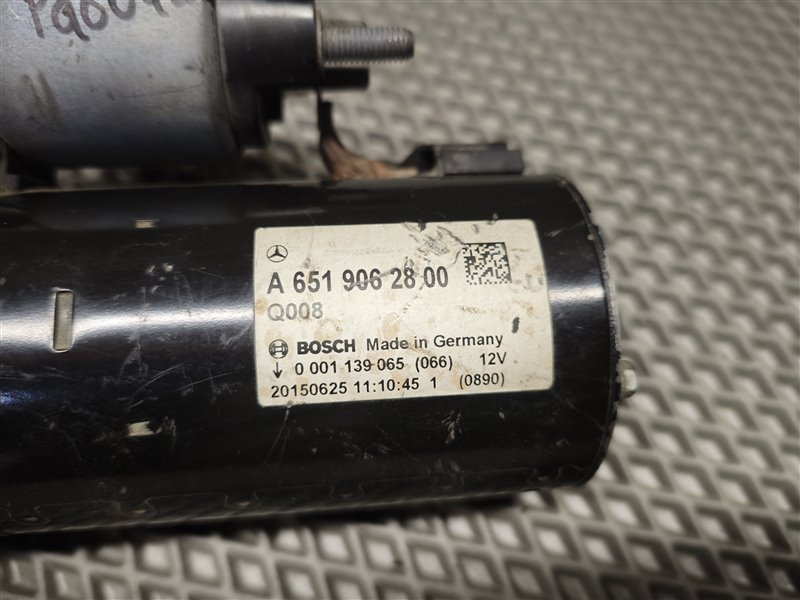 A 651 906 28 00
Q008
BOSCH Made in Germany
↓ 0 001 139 065 (066) 12V
20150625 11:10:45 1 (0890)